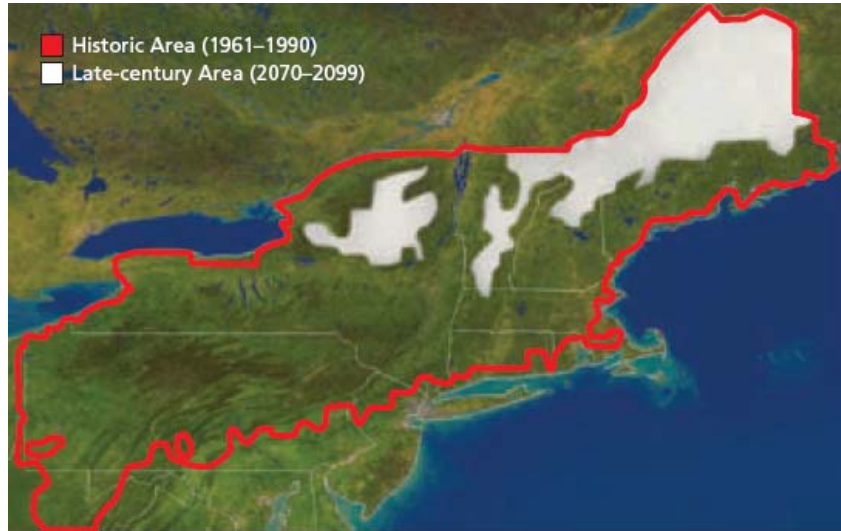 Historic Area (1961–1990)
Late-century Area (2070–2099)